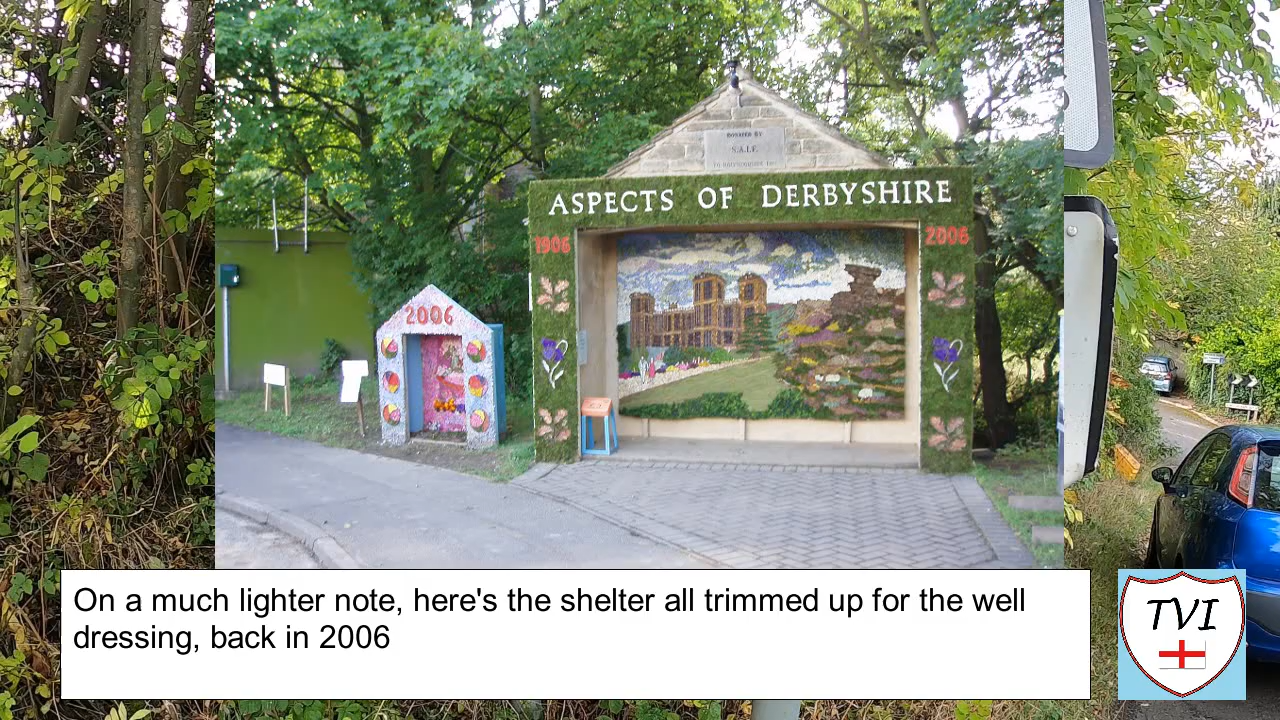 DONATED BY
S.A.L.F.
ASPECTS OF DERBYSHIRE
1906
2006
2006
On a much lighter note, here's the shelter all trimmed up for the well
dressing, back in 2006
TVI